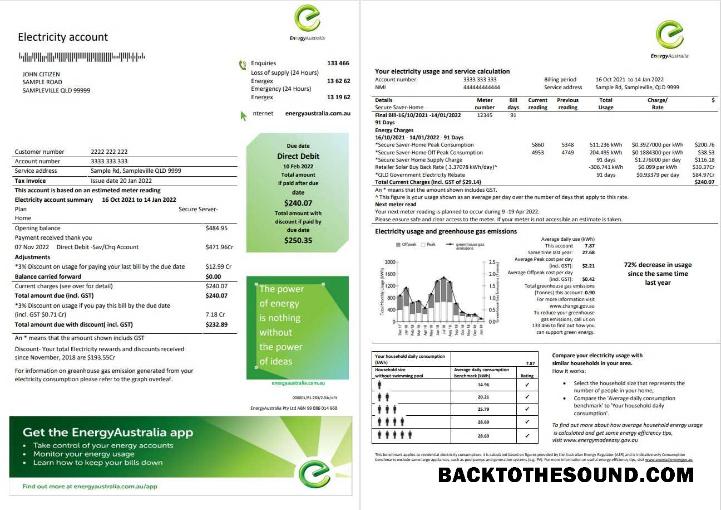 Electricity account
EnergyAustralia
JOHN CITIZEN
SAMPLE ROAD
SAMPLEVILLE QLD 99999
Enquiries 133 466
Loss of supply (24 Hours)
Energex 13 62 62
Emergency (24 Hours)
Energex 13 19 62
energyaustralia.com.au
Customer number 2222 222 222
Account number 3333 333 333
Service address Sample Rd, Sampleville, QLD 9999
Tax Invoice Issue date 20 Jan 2022
This account is based on an estimated meter reading
Electricity account summary 16 Oct 2021 to 14 Jan 2022
Plan Secure Saver-
Home
Opening balance $484.95
Payment received thank you
07 Nov 2022 Direct Debit -Sav/Chq Account $471.96Cr
Adjustments
*3% Discount on usage for paying your last bill by the due date $12.99 Cr
Balance carried forward $0.00
Current charges (see over for detail) $240.07
Total amount due (incl. GST) $240.07
*3% Discount on usage if you pay this bill by the due date
(incl. GST $0.71 Cr) 7.18 Cr
Total amount due with discount( incl. GST) $232.89
An * means that the amount shown includes GST
Discount- Your total Electricity rewards and discounts received
since November, 2018 are $193.55Cr
For information on greenhouse gas emission generated from your
electricity consumption please refer to the graph overleaf.
Due date
Direct Debit
10 Feb 2022
Total amount
if paid after due
date
$240.07
Total amount with
discount if paid by
due date
$250.35
The power
of energy
is nothing
without
the power
of ideas
energyaustralia.com.au
EnergyAustralia Pty Ltd ABN 99 086 014 968
Get the EnergyAustralia app
• Take control of your energy accounts
• Monitor your energy usage
• Learn how to keep your bills down
Find out more at energyaustralia.com.au/app
EnergyAustralia
Your electricity usage and service calculation
Account number 3333 333 333 Billing period 16 Oct 2021 to 14 Jan 2022
NMI 44444444444 Service address Sample Rd, Sampleville, QLD 9999
Details Meter Bill Current Previous Total Charge/ $
Secure Saver-Home number days reading reading Usage Rate
Final Bill-16/10/2021 -14/01/2022 12345 91
91 Days
Energy Charges
16/10/2021 - 14/01/2022 - 91 Days
*Secure Saver-Home Peak Consumption 5860 5348 511.236 kWh $0.3927000 per kWh $200.76
*Secure Saver-Home Off Peak Consumption 4953 4749 204.495 kWh $0.1884300 per kWh $38.53
*Secure Saver-Home Supply Charge 91 days $1.276000 per day $116.18
Retailer Solar Buy Back Rate ( 3.37078 kWh/day)^ -306.741 kWh $0.099 per kWh $30.37Cr
*QLD Government Electricity Rebate 91 days $0.93379 per day $84.97Cr
Total Current Charges (incl. GST of $29.14) $240.07
An * means that the amount shown includes GST.
^ This figure is your usage shown as an average per day over the number of days that apply to this rate.
Next meter read
Your next meter reading is planned to occur during 9 -19 Apr 2022.
Please ensure safe and clear access to the meter. If your meter is not accessible an estimate is taken.
Electricity usage and greenhouse gas emissions
Offpeak Peak greenhouse gas
emissions
Average daily use (kWh)
This account 7.87
Same time last year: 27.68
Average Peak cost per day
(incl. GST): $2.21
Average Offpeak cost per day
(incl. GST): $0.42
Total greenhouse gas emissions
(Tonnes) this account 0.90
For more information visit
www.change.gov.au
To reduce your greenhouse
gas emissions, call us on
133 466 to find out how you
can support green energy.
72% decrease in usage
since the same time
last year
Your household daily consumption
(kWh) 7.87
Household size Average daily consumption
without swimming pool benchmark (kWh) Rating
14.96 ✓
20.21 ✓
25.79 ✓
28.69 ✓
28.69 ✓
Compare your electricity usage with
similar households in your area.
How it works:
• Select the household size that represents the
number of people in your home,
• Compare the 'Average daily consumption
benchmark' to 'Your household daily
consumption'.
To find out more about how average household energy usage
is calculated and get some energy efficiency tips,
visit www.energymadeeasy.gov.au
BACKTOTHESOUND.COM